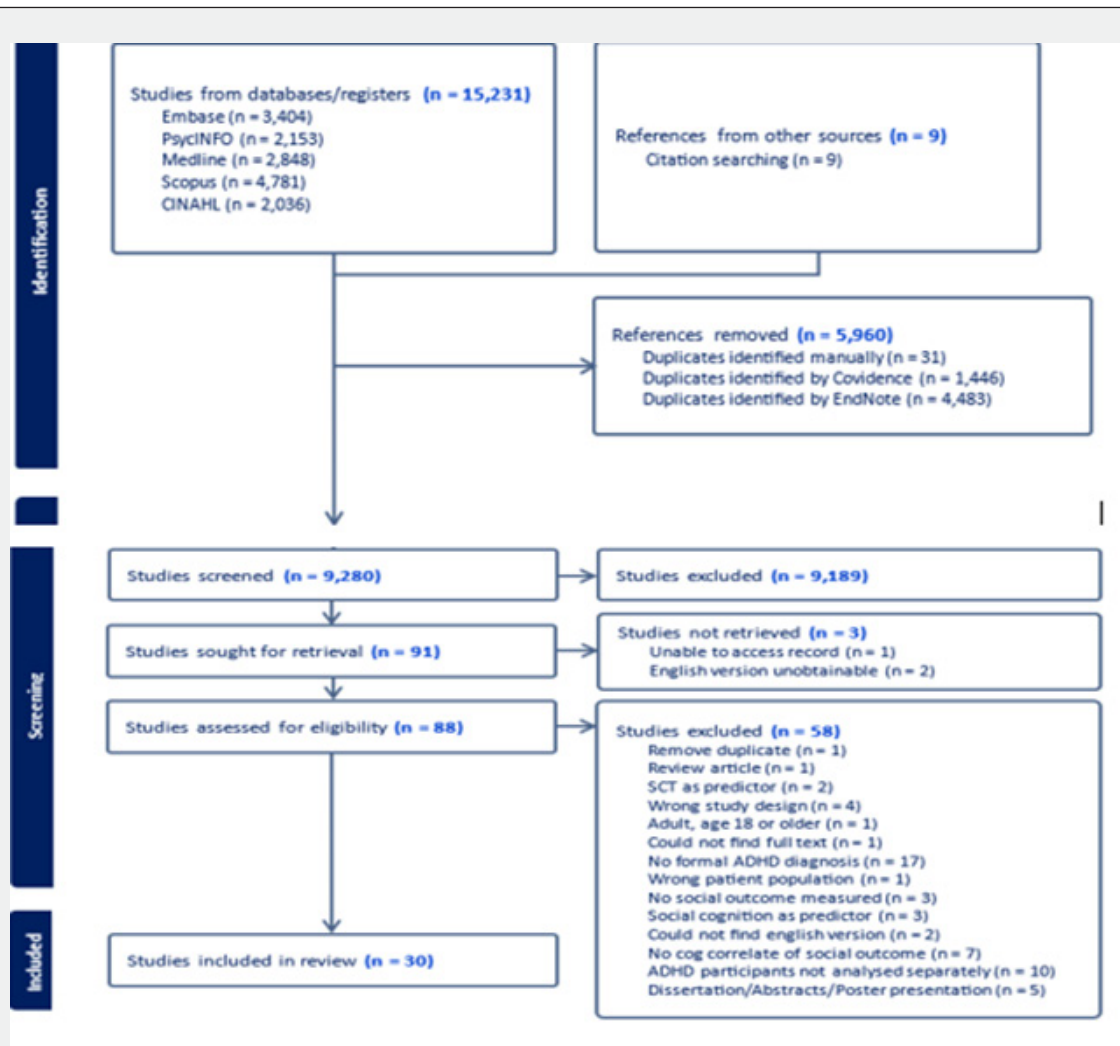 Identification
Studies from databases/registers (n = 15,231)
Embase (n = 3,404)
PsycINFO (n = 2,153)
Medline (n = 2,848)
Scopus (n = 4,781)
CINAHL (n = 2,036)
References from other sources (n = 9)
Citation searching (n = 9)
References removed (n = 5,960)
Duplicates identified manually (n = 31)
Duplicates identified by Covidence (n = 1,446)
Duplicates identified by EndNote (n = 4,483)
Screening
Studies screened (n = 9,280)
Studies excluded (n = 9,189)
Studies sought for retrieval (n = 91)
Studies not retrieved (n = 3)
Unable to access record (n = 1)
English version unobtainable (n = 2)
Studies assessed for eligibility (n = 88)
Studies excluded (n = 58)
Remove duplicate (n = 1)
Review article (n = 1)
SCT as predictor (n = 2)
Wrong study design (n = 4)
Adult, age 18 or older (n = 1)
Could not find full text (n = 1)
No formal ADHD diagnosis (n = 17)
Wrong patient population (n = 1)
No social outcome measured (n = 3)
Social cognition as predictor (n = 3)
Could not find english version (n = 2)
No cog correlate of social outcome (n = 7)
ADHD participants not analysed separately (n = 10)
Dissertation/Abstracts/Poster presentation (n = 5)
Included
Studies included in review (n = 30)